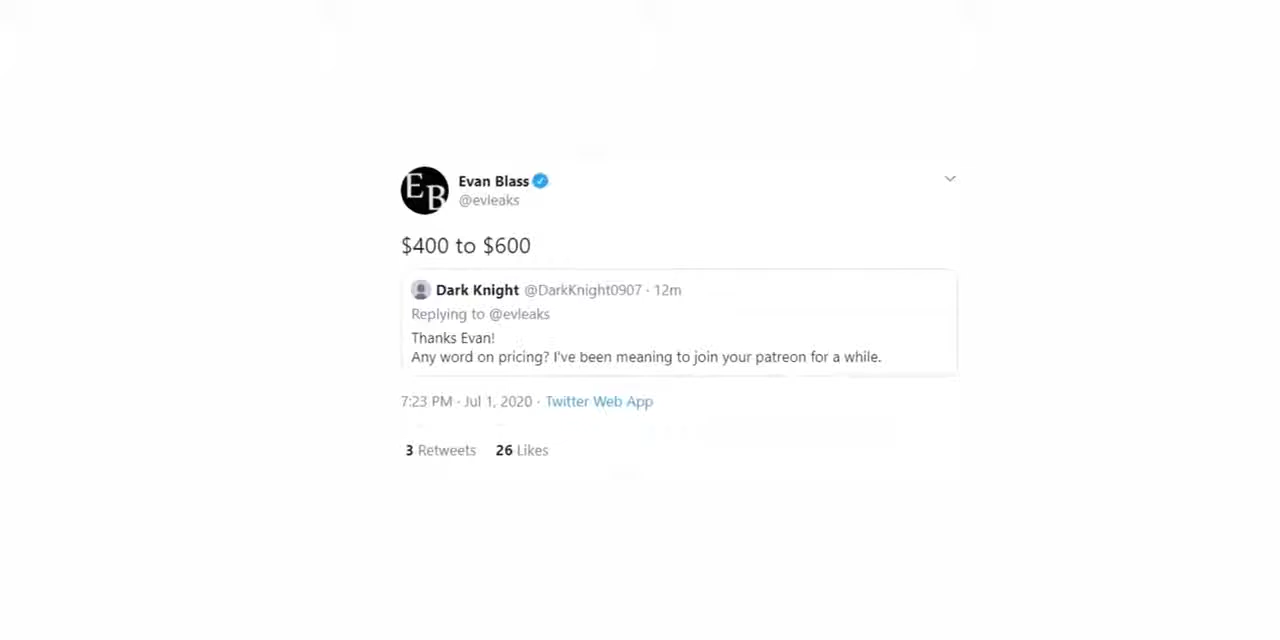 EB
Evan Blass
@evleaks
$400 to $600
Dark Knight @DarkKnight0907 · 12m
Replying to @evleaks
Thanks Evan!
Any word on pricing? I've been meaning to join your patreon for a while.
7:23 PM · Jul 1, 2020 · Twitter Web App
3 Retweets 26 Likes